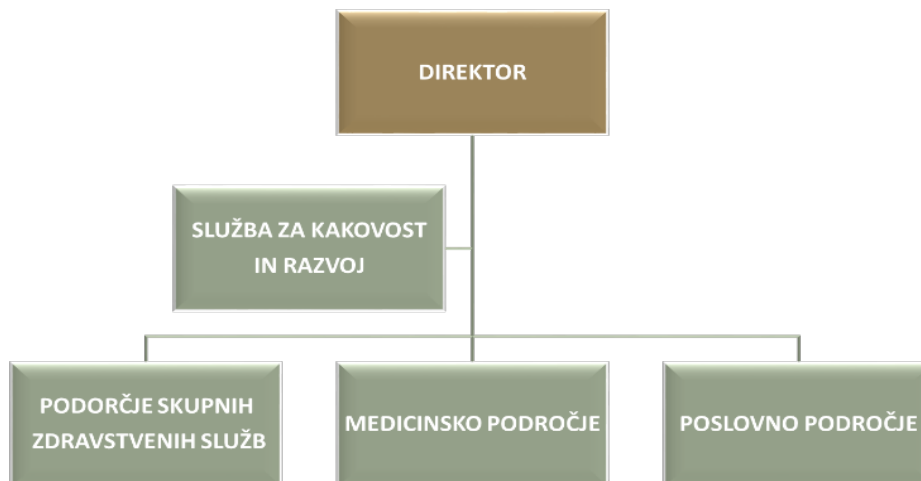 DIREKTOR
SLUŽBA ZA KAKOVOST
IN RAZVOJ
PODORČJE SKUPNIH
ZDRAVSTVENIH SLUŽB
MEDICINSKO PODROČJE
POSLOVNO PODROČJE